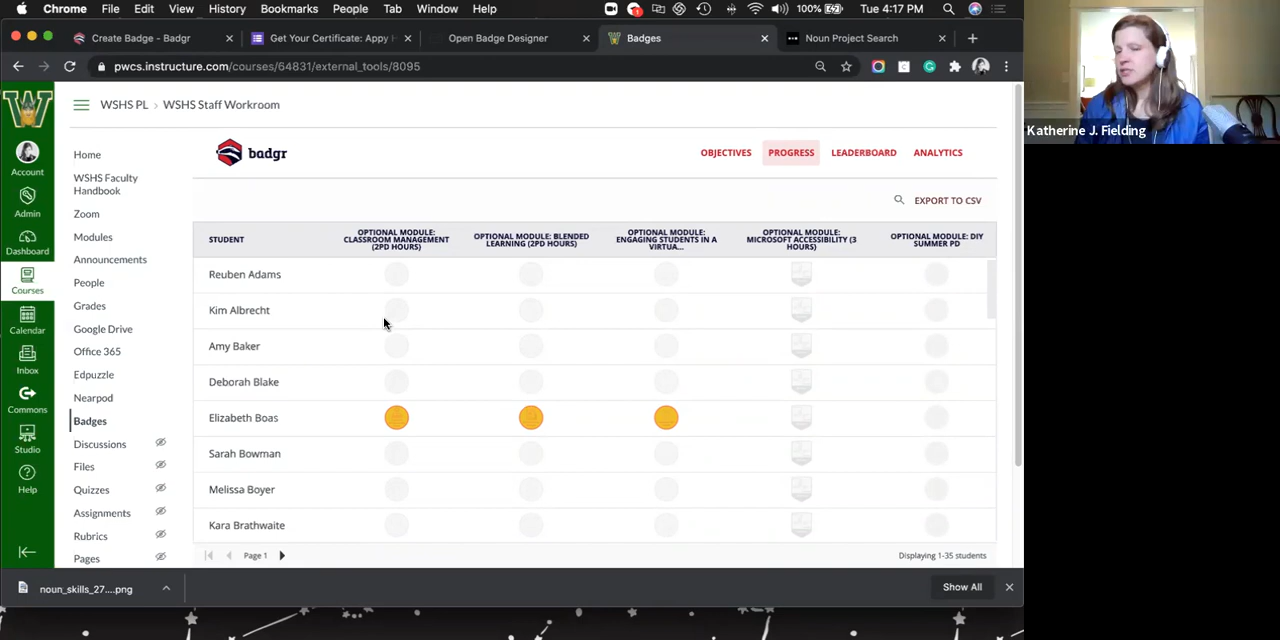 Chrome File Edit View History Bookmarks People Tab Window Help 100% Tue 4:17 PM
Create Badge - Badgr
Get Your Certificate: Appy H
Open Badge Designer
Badges
Noun Project Search
pwcs.instructure.com/courses/64831/external_tools/8095
Katherine J. Fielding
WSHS PL > WSHS Staff Workroom
Account
Admin
Dashboard
Courses
Calendar
Inbox
Commons
Studio
Help
Home
WSHS Faculty
Handbook
Zoom
Modules
Announcements
People
Grades
Google Drive
Office 365
Edpuzzle
Nearpod
Badges
Discussions
Files
Quizzes
Assignments
Rubrics
Pages
badgr
OBJECTIVES PROGRESS LEADERBOARD ANALYTICS
EXPORT TO CSV
STUDENT
OPTIONAL MODULE:
CLASSROOM MANAGEMENT
(2PD HOURS)
OPTIONAL MODULE: BLENDED
LEARNING (2PD HOURS)
OPTIONAL MODULE:
ENGAGING STUDENTS IN A
VIRTUA...
OPTIONAL MODULE:
MICROSOFT ACCESSIBILITY (3
HOURS)
OPTIONAL MODULE: DIY
SUMMER PD
Reuben Adams
Kim Albrecht
Amy Baker
Deborah Blake
Elizabeth Boas
Sarah Bowman
Melissa Boyer
Kara Brathwaite
Page 1
Displaying 1-35 students
noun_skills_27....png
Show All